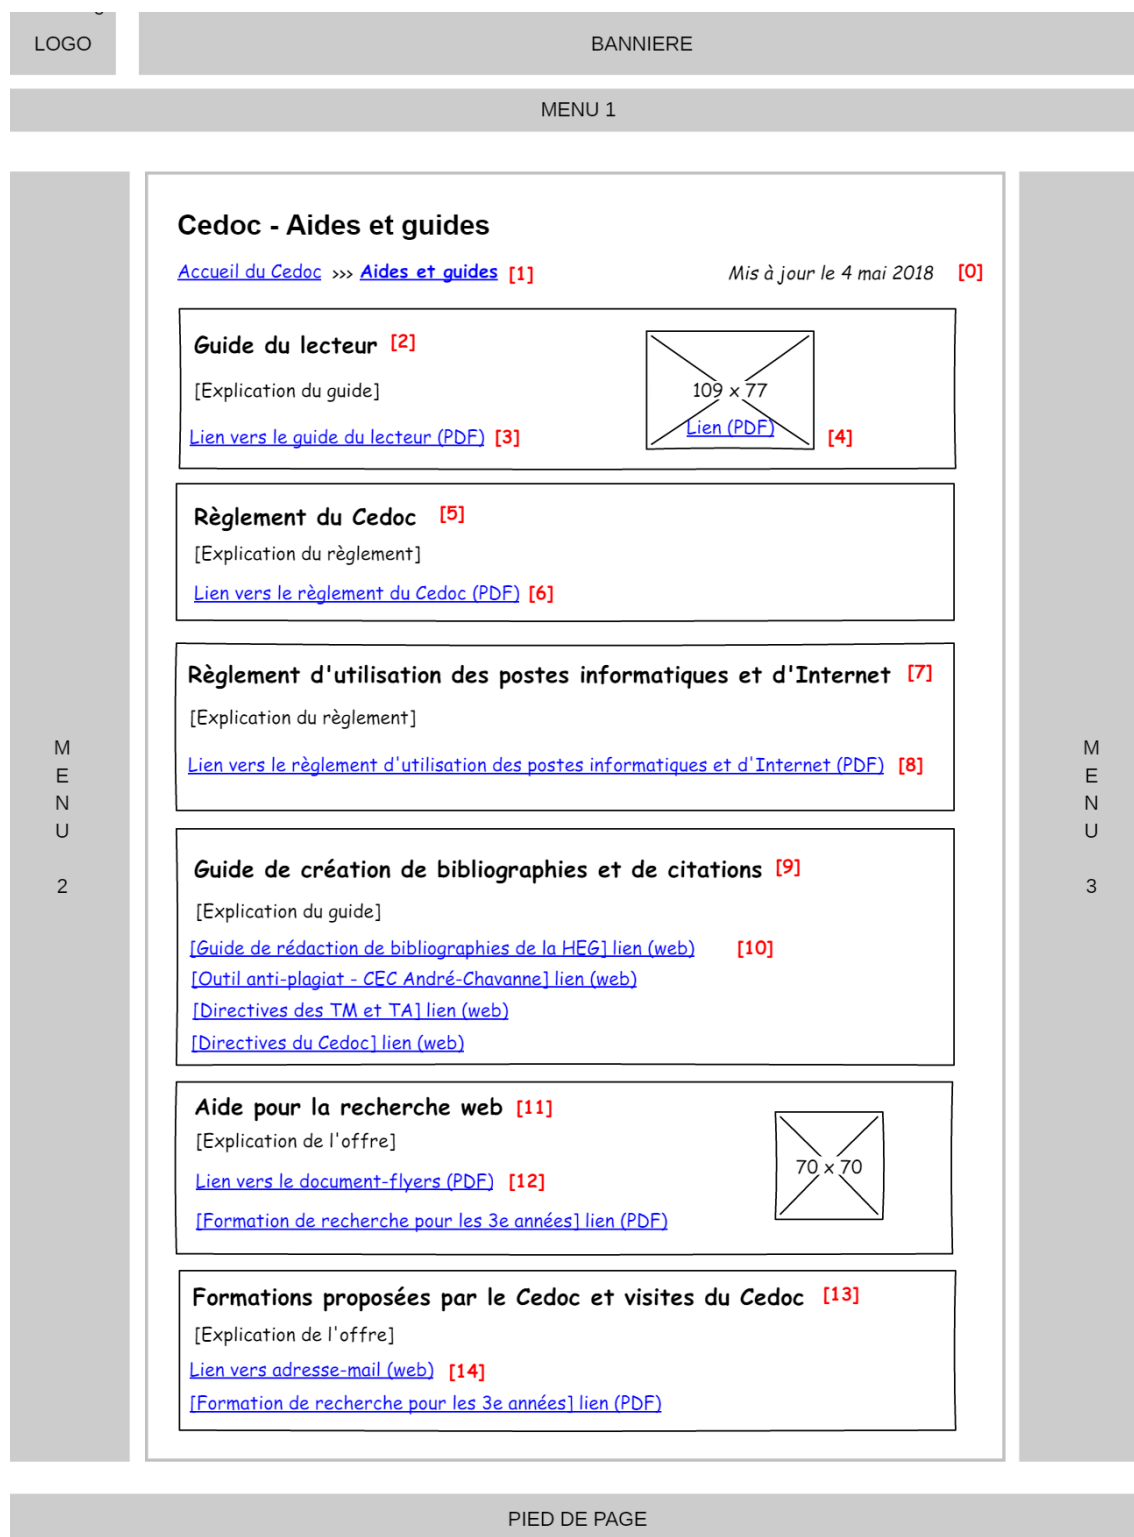 LOGO
BANNIERE
MENU 1
Cedoc - Aides et guides
Accueil du Cedoc >>> Aides et guides [1] Mis à jour le 4 mai 2018 [0]
Guide du lecteur [2]
[Explication du guide]
Lien vers le guide du lecteur (PDF) [3]
109 x 77
Lien (PDF)
[4]
Règlement du Cedoc [5]
[Explication du règlement]
Lien vers le règlement du Cedoc (PDF) [6]
Règlement d'utilisation des postes informatiques et d'Internet [7]
[Explication du règlement]
Lien vers le règlement d'utilisation des postes informatiques et d'Internet (PDF) [8]
Guide de création de bibliographies et de citations [9]
[Explication du guide]
[Guide de rédaction de bibliographies de la HEG] lien (web) [10]
[Outil anti-plagiat - CEC André-Chavanne] lien (web)
[Directives des TM et TA] lien (web)
[Directives du Cedoc] lien (web)
Aide pour la recherche web [11]
[Explication de l'offre]
Lien vers le document-flyers (PDF) [12]
[Formation de recherche pour les 3e années] lien (PDF)
70 x 70
Formations proposées par le Cedoc et visites du Cedoc [13]
[Explication de l'offre]
Lien vers adresse-mail (web) [14]
[Formation de recherche pour les 3e années] lien (PDF)
M
E
N
U
2
M
E
N
U
3
PIED DE PAGE